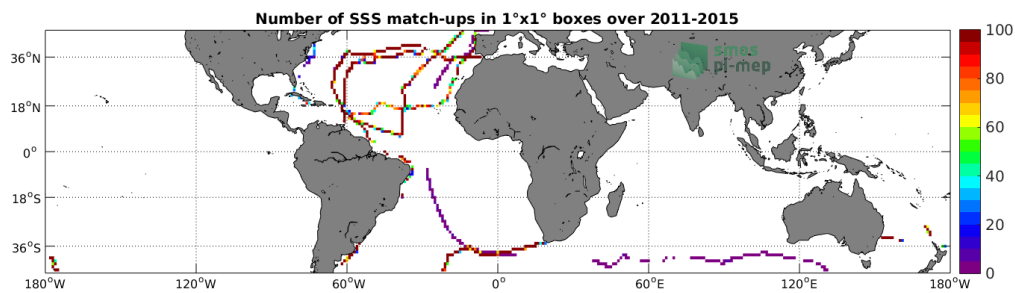 Number of SSS match-ups in 1°x1° boxes over 2011-2015
smos
pi-mep
36°N
18°N
0°
18°S
36°S
180°W
120°W
60°W
0°
60°E
120°E
180°W
100
80
60
40
20
0